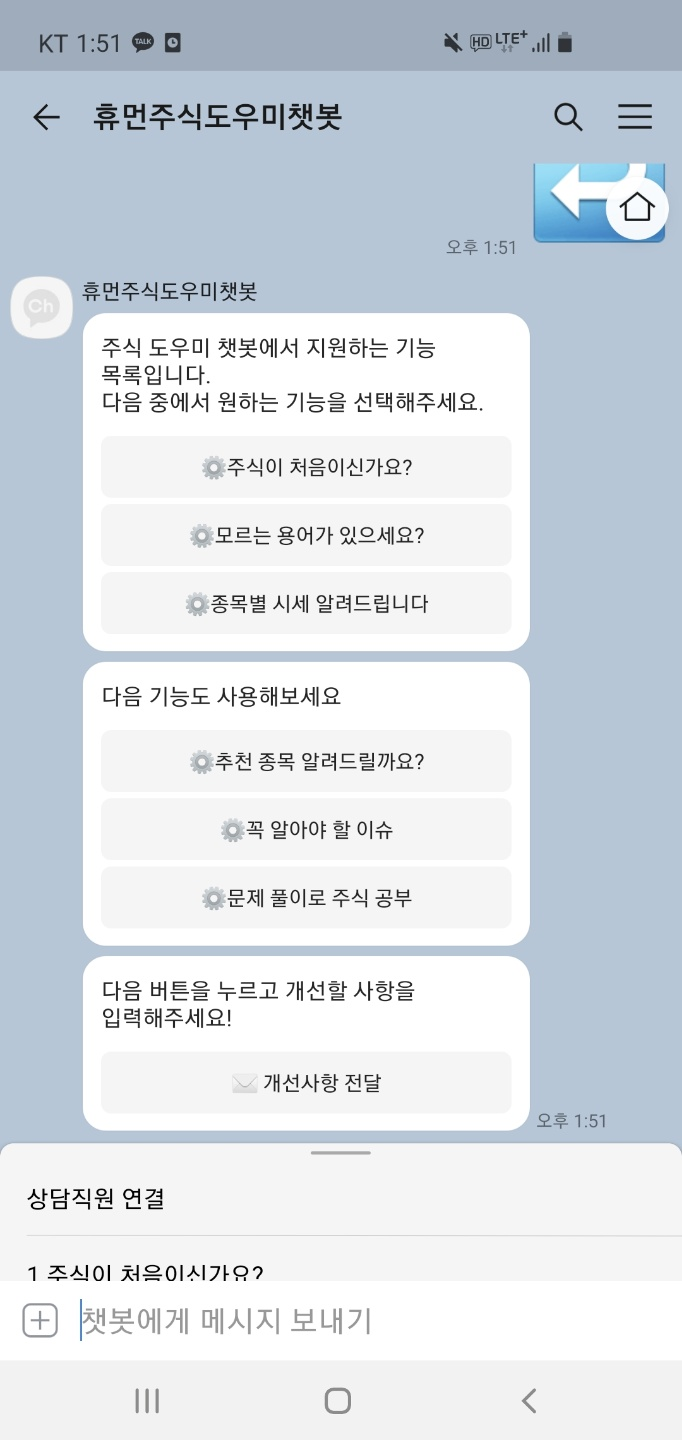 KT 1:51 TALK HD LTE+
휴먼주식도우미챗봇
오후 1:51
Ch
휴먼주식도우미챗봇
주식 도우미 챗봇에서 지원하는 기능
목록입니다.
다음 중에서 원하는 기능을 선택해주세요.
주식이 처음이신가요?
모르는 용어가 있으세요?
종목별 시세 알려드립니다
다음 기능도 사용해보세요
추천 종목 알려드릴까요?
꼭 알아야 할 이슈
문제 풀이로 주식 공부
다음 버튼을 누르고 개선할 사항을
입력해주세요!
개선사항 전달
오후 1:51
상담직원 연결
1 주식이 처음이신가요?
챗봇에게 메시지 보내기